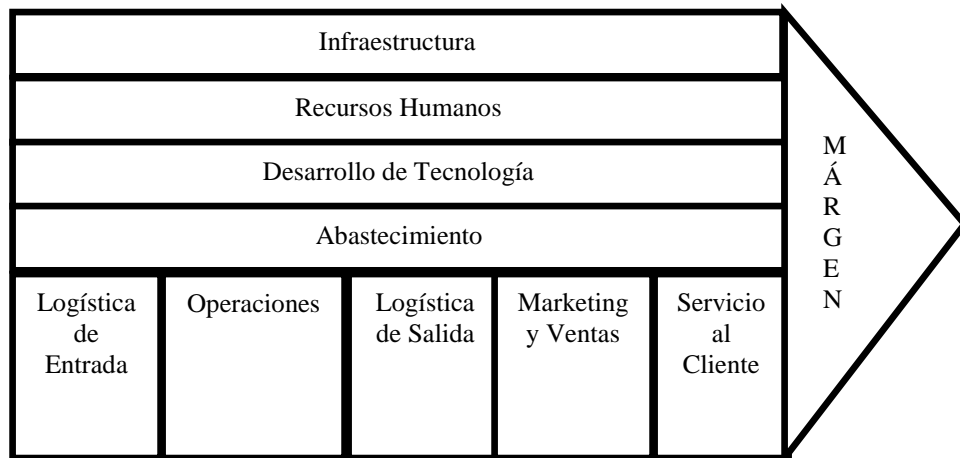 Infraestructura
Recursos Humanos
Desarrollo de Tecnología
Abastecimiento
Logística
de
Entrada
Operaciones
Logística
de Salida
Marketing
y Ventas
Servicio
al
Cliente
M
Á
R
G
E
N